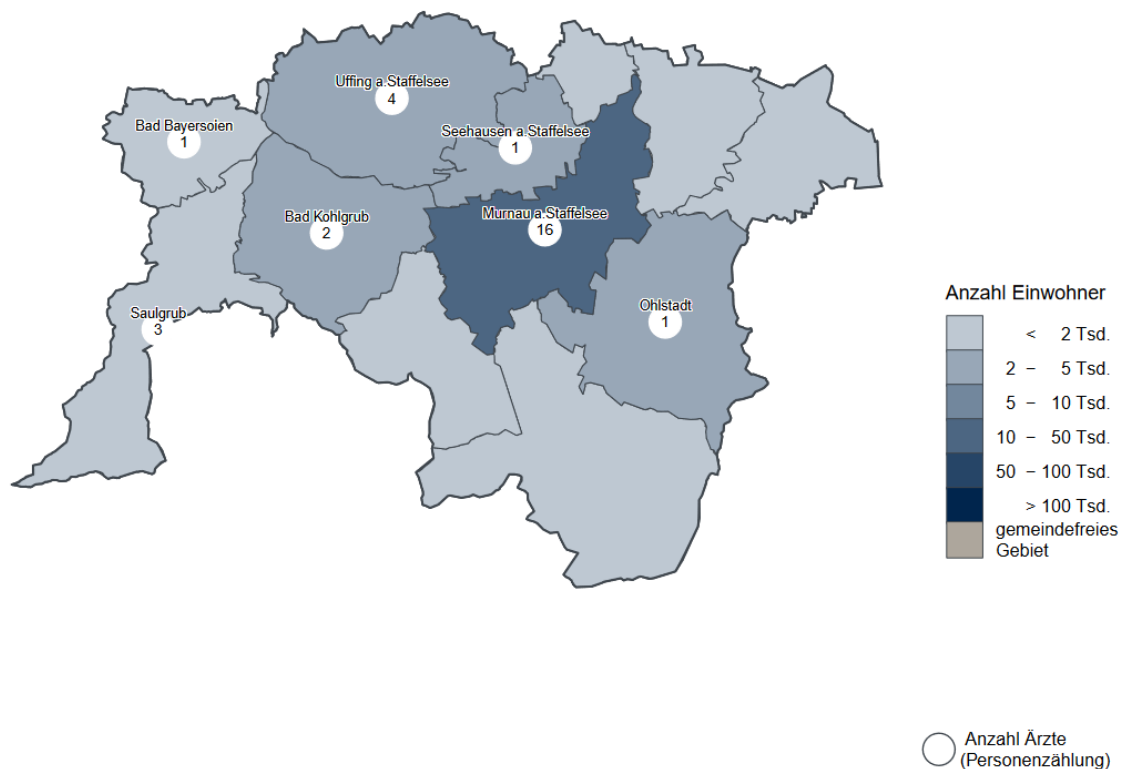 Uffing a.Staffelsee
4
Bad Bayersoien
1
Seehausen a.Staffelsee
1
Bad Kohlgrub
2
Murnau a.Staffelsee
16
Saulgrub
3
Ohlstadt
1
Anzahl Einwohner
< 2 Tsd.
2 – 5 Tsd.
5 – 10 Tsd.
10 – 50 Tsd.
50 – 100 Tsd.
> 100 Tsd.
gemeindefreies
Gebiet
Anzahl Ärzte
(Personenzählung)